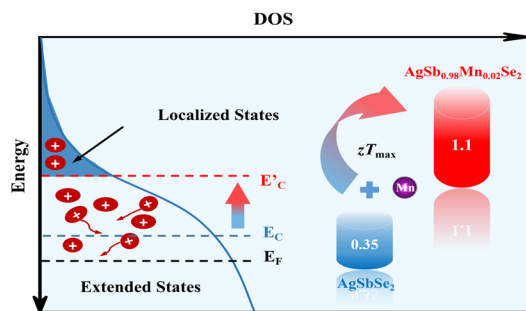 DOS
AgSb₀.₉₈Mn₀.₀₂Se₂
Localized States
+
+
zTmax
1.1
Energy
E'C
Mn
+
+
+
+
+
+
EC
0.35
EF
AgSbSe₂
Extended States